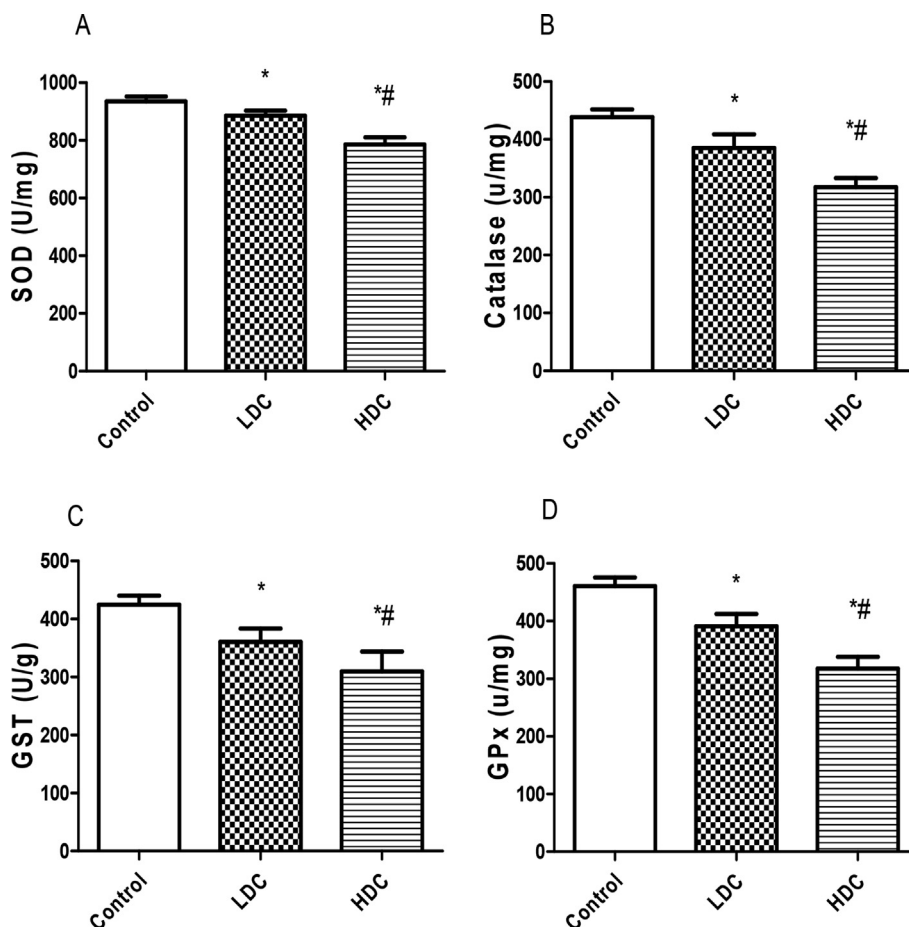 A
SOD (U/mg)
1000
800
600
400
200
0
*
*#
Control
LDC
HDC
B
Catalase (u/mg)
500
400
300
200
100
0
*
*#
Control
LDC
HDC
C
GST (U/g)
500
400
300
200
100
0
*
*#
Control
LDC
HDC
D
GPx (u/mg)
500
400
300
200
100
0
*
*#
Control
LDC
HDC